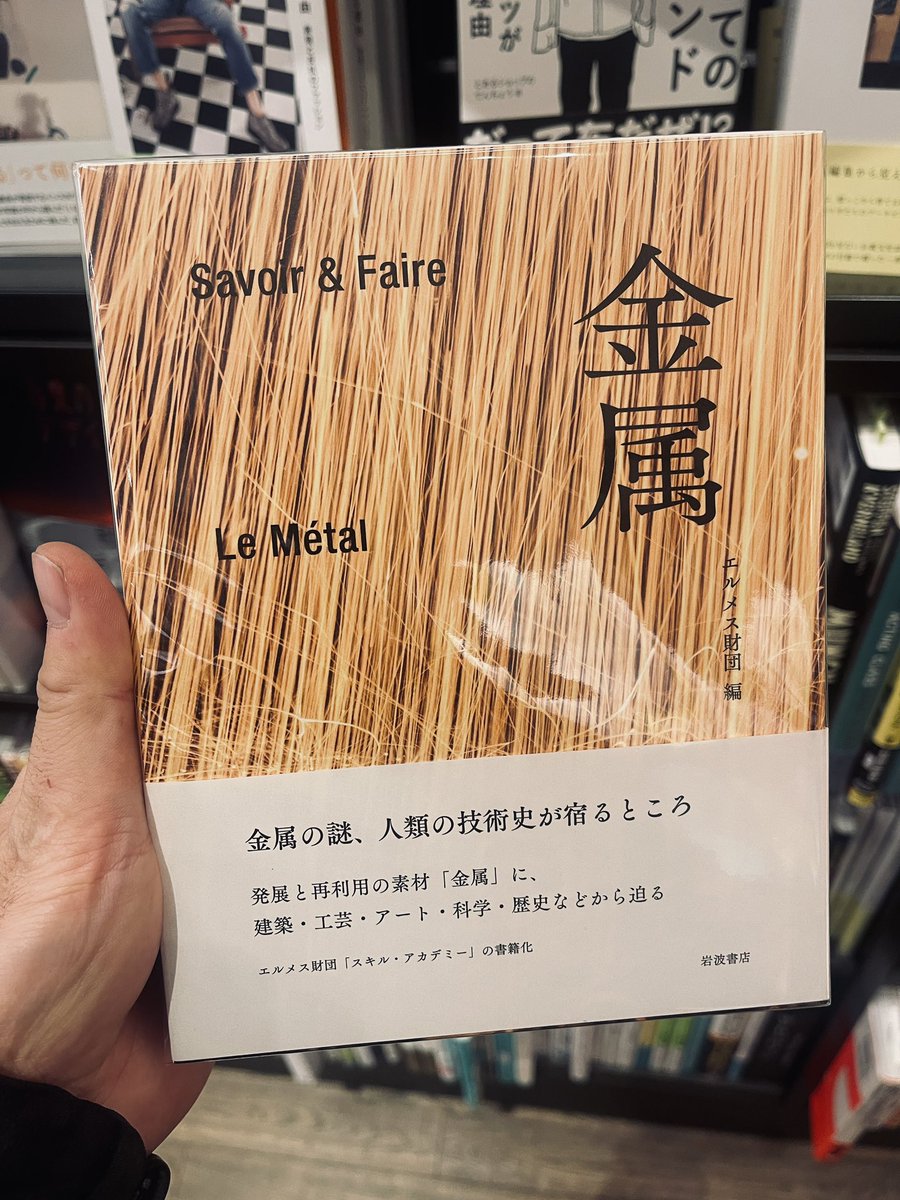 Savoir & Faire
金属
Le Métal
エルメス財団 編
金属の謎、人類の技術史が宿るところ
発展と再利用の素材「金属」に、
建築・工芸・アート・科学・歴史などから迫る
エルメス財団「スキル・アカデミー」の書籍化
岩波書店